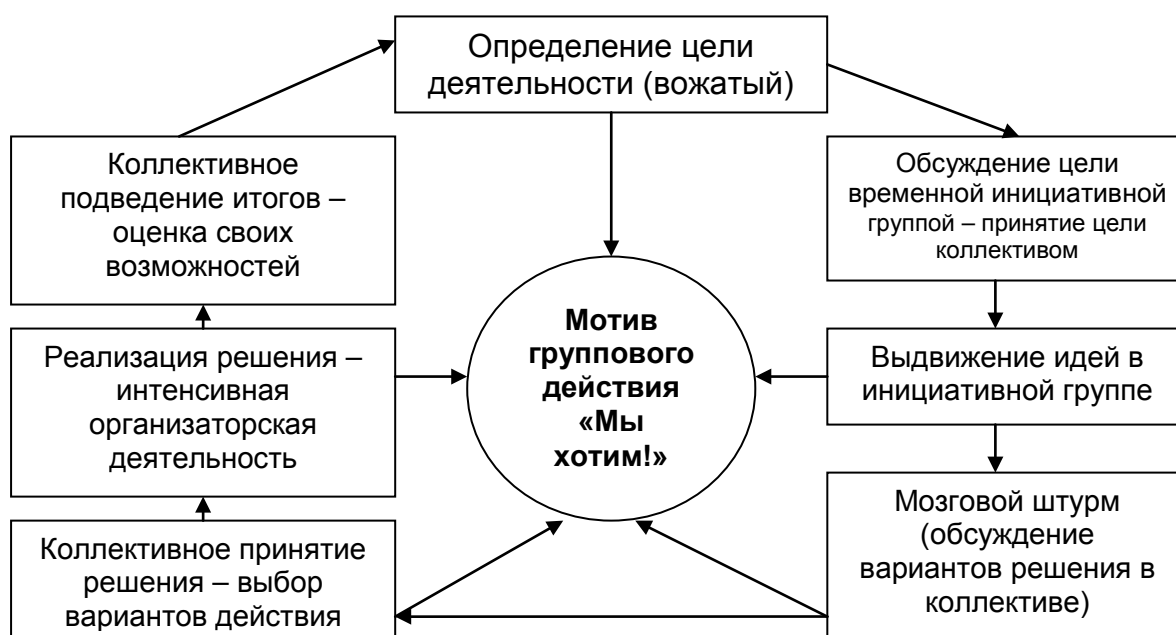 Определение цели
деятельности (вожатый)
Обсуждение цели
временной инициативной
группой – принятие цели
коллективом
Выдвижение идей в
инициативной группе
Мозговой штурм
(обсуждение
вариантов решения в
коллективе)
Коллективное принятие
решения – выбор
вариантов действия
Реализация решения –
интенсивная
организаторская
деятельность
Коллективное
подведение итогов –
оценка своих
возможностей
Мотив
группового
действия
«Мы
хотим!»